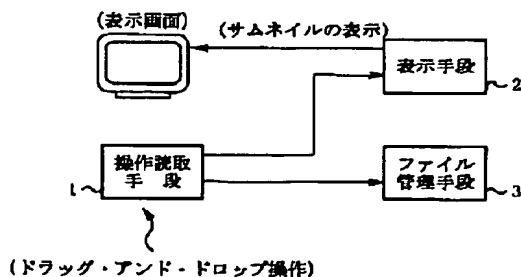 (表示画面)
(サムネイルの表示)
表示手段
2
操作読取
手段
1
ファイル
管理手段
3
(ドラッグ・アンド・ドロップ操作)